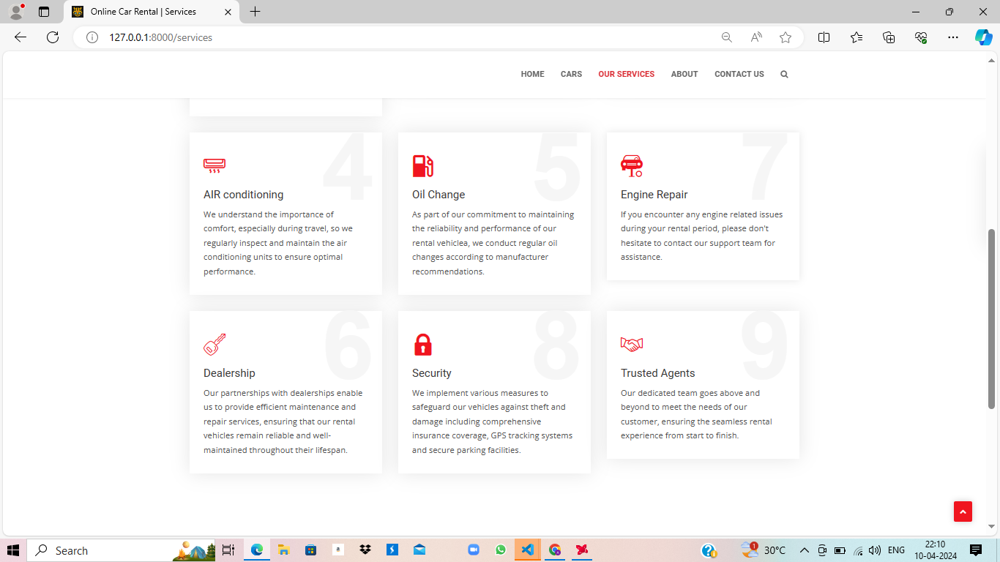 Online Car Rental | Services
127.0.0.1:8000/services
HOME CARS OUR SERVICES ABOUT CONTACT US
4
AIR conditioning
We understand the importance of
comfort, especially during travel, so we
regularly inspect and maintain the air
conditioning units to ensure optimal
performance.
5
Oil Change
As part of our commitment to maintaining
the reliability and performance of our
rental vehiclea, we conduct regular oil
changes according to manufacturer
recommendations.
7
Engine Repair
If you encounter any engine related issues
during your rental period, please don't
hesitate to contact our support team for
assistance.
6
Dealership
Our partnerships with dealerships enable
us to provide efficient maintenance and
repair services, ensuring that our rental
vehicles remain reliable and well-
maintained throughout their lifespan.
8
Security
We implement various measures to
safeguard our vehicles against theft and
damage including comprehensive
insurance coverage, GPS tracking systems
and secure parking facilities.
9
Trusted Agents
Our dedicated team goes above and
beyond to meet the needs of our
customer, ensuring the seamless rental
experience from start to finish.
Search
1
30°C
ENG
22:10
10-04-2024